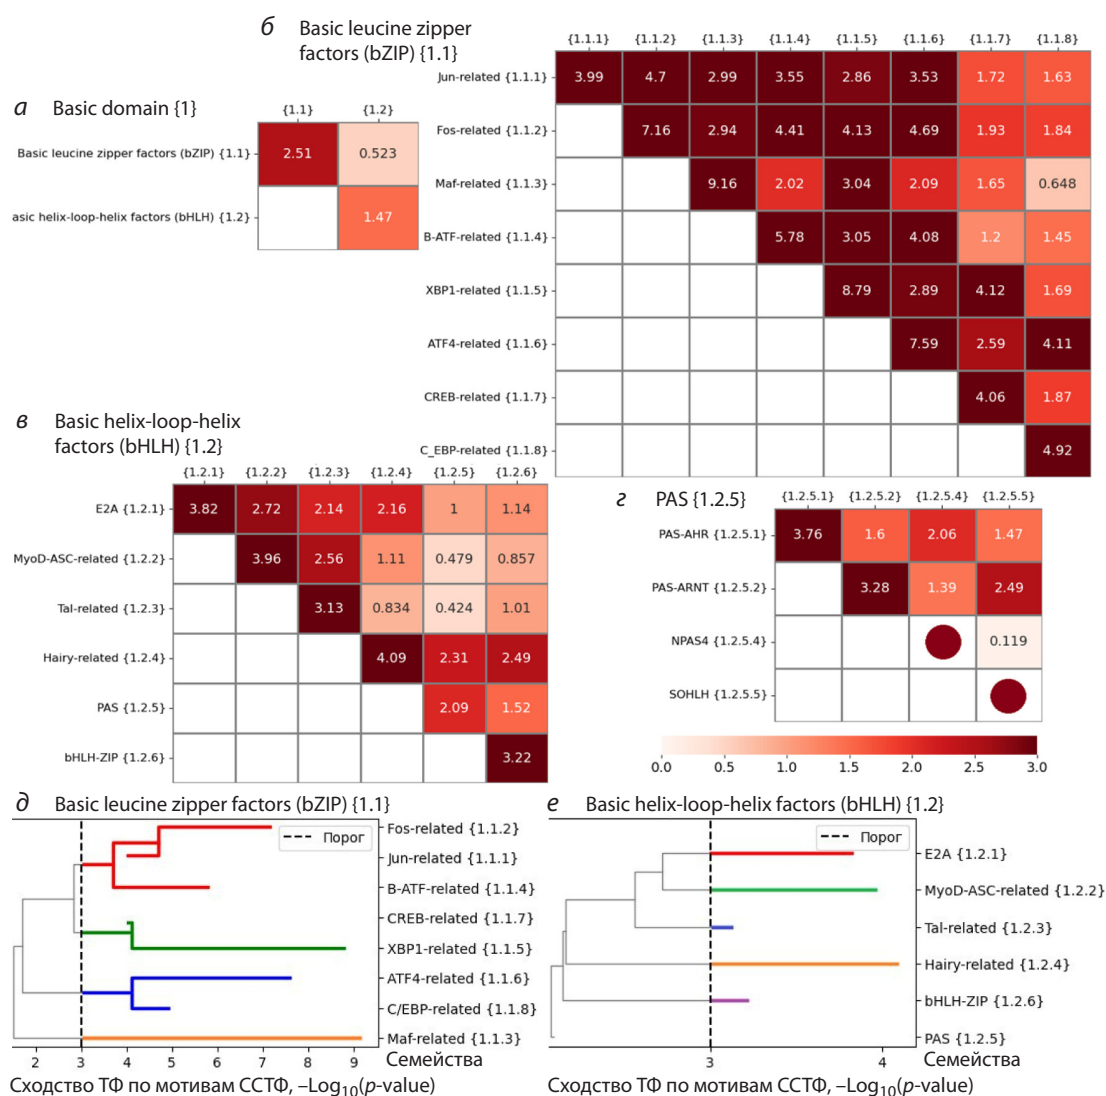 а Basic domain {1}
{1.1} {1.2}
Basic leucine zipper factors (bZIP) {1.1} 2.51 0.523
asic helix-loop-helix factors (bHLH) {1.2} 1.47
б Basic leucine zipper
factors (bZIP) {1.1}
{1.1.1} {1.1.2} {1.1.3} {1.1.4} {1.1.5} {1.1.6} {1.1.7} {1.1.8}
Jun-related {1.1.1} 3.99 4.7 2.99 3.55 2.86 3.53 1.72 1.63
Fos-related {1.1.2} 7.16 2.94 4.41 4.13 4.69 1.93 1.84
Maf-related {1.1.3} 9.16 2.02 3.04 2.09 1.65 0.648
B-ATF-related {1.1.4} 5.78 3.05 4.08 1.2 1.45
XBP1-related {1.1.5} 8.79 2.89 4.12 1.69
ATF4-related {1.1.6} 7.59 2.59 4.11
CREB-related {1.1.7} 4.06 1.87
C_EBP-related {1.1.8} 4.92
в Basic helix-loop-helix
factors (bHLH) {1.2}
{1.2.1} {1.2.2} {1.2.3} {1.2.4} {1.2.5} {1.2.6}
E2A {1.2.1} 3.82 2.72 2.14 2.16 1 1.14
MyoD-ASC-related {1.2.2} 3.96 2.56 1.11 0.479 0.857
Tal-related {1.2.3} 3.13 0.834 0.424 1.01
Hairy-related {1.2.4} 4.09 2.31 2.49
PAS {1.2.5} 2.09 1.52
bHLH-ZIP {1.2.6} 3.22
г PAS {1.2.5}
{1.2.5.1} {1.2.5.2} {1.2.5.4} {1.2.5.5}
PAS-AHR {1.2.5.1} 3.76 1.6 2.06 1.47
PAS-ARNT {1.2.5.2} 3.28 1.39 2.49
NPAS4 {1.2.5.4} 0.119
SOHLH {1.2.5.5}
0.0 0.5 1.0 1.5 2.0 2.5 3.0
д Basic leucine zipper factors (bZIP) {1.1}
Порог
Fos-related {1.1.2}
Jun-related {1.1.1}
B-ATF-related {1.1.4}
CREB-related {1.1.7}
XBP1-related {1.1.5}
ATF4-related {1.1.6}
C/EBP-related {1.1.8}
Maf-related {1.1.3}
2 3 4 5 6 7 8 9 Семейства
Сходство ТФ по мотивам ССТФ, –Log10(p-value)
е Basic helix-loop-helix factors (bHLH) {1.2}
Порог
E2A {1.2.1}
MyoD-ASC-related {1.2.2}
Tal-related {1.2.3}
Hairy-related {1.2.4}
bHLH-ZIP {1.2.6}
PAS {1.2.5}
3 4 Семейства
Сходство ТФ по мотивам ССТФ, –Log10(p-value)